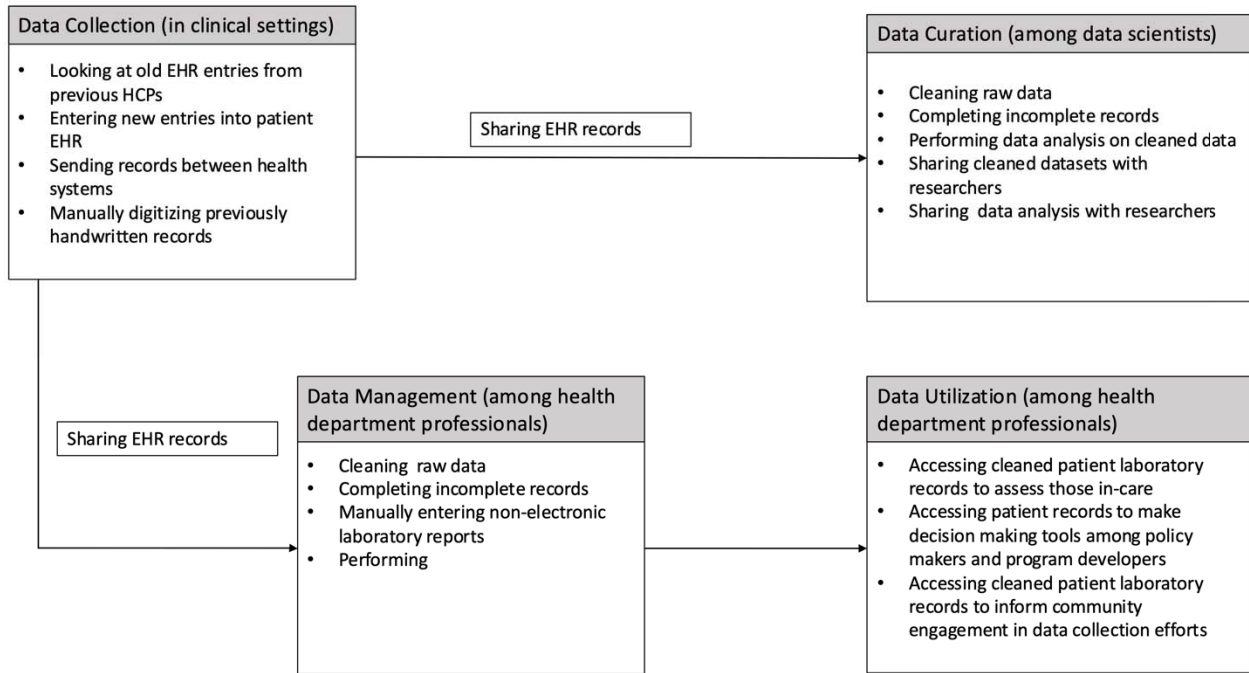 Data Collection (in clinical settings)
• Looking at old EHR entries from
previous HCPs
• Entering new entries into patient
EHR
• Sending records between health
systems
• Manually digitizing previously
handwritten records
Sharing EHR records
Data Curation (among data scientists)
• Cleaning raw data
• Completing incomplete records
• Performing data analysis on cleaned data
• Sharing cleaned datasets with
researchers
• Sharing data analysis with researchers
Sharing EHR records
Data Management (among health
department professionals)
• Cleaning raw data
• Completing incomplete records
• Manually entering non-electronic
laboratory reports
• Performing
Data Utilization (among health
department professionals)
• Accessing cleaned patient laboratory
records to assess those in-care
• Accessing patient records to make
decision making tools among policy
makers and program developers
• Accessing cleaned patient laboratory
records to inform community
engagement in data collection efforts